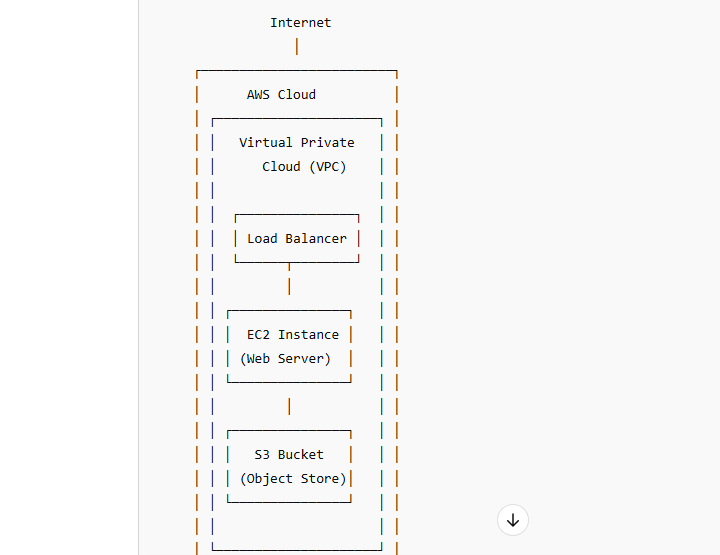 Internet
AWS Cloud
Virtual Private
Cloud (VPC)
Load Balancer
EC2 Instance
(Web Server)
S3 Bucket
(Object Store)